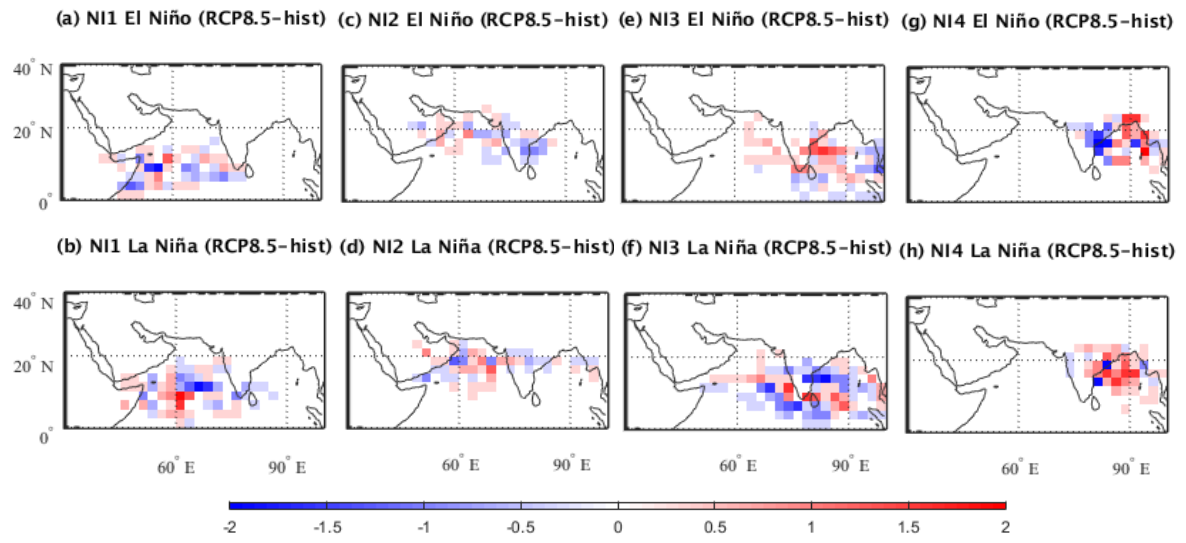 (a) NI1 El Niño (RCP8.5-hist) (c) NI2 El Niño (RCP8.5-hist) (e) NI3 El Niño (RCP8.5-hist) (g) NI4 El Niño (RCP8.5-hist)
40° N
20° N
0°
(b) NI1 La Niña (RCP8.5-hist) (d) NI2 La Niña (RCP8.5-hist) (f) NI3 La Niña (RCP8.5-hist) (h) NI4 La Niña (RCP8.5-hist)
40° N
20° N
0°
60° E 90° E 60° E 90° E 60° E 90° E 60° E 90° E
-2 -1.5 -1 -0.5 0 0.5 1 1.5 2